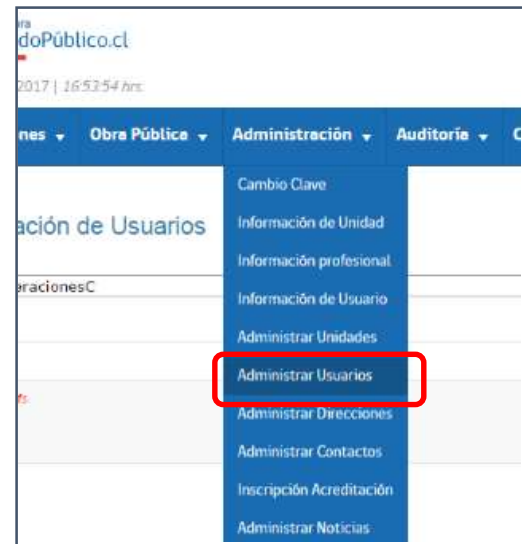 ra
doPúblico.cl
2017 | 16:53:54 hrs.
nes Obra Pública Administración Auditoría C
Cambio Clave
ación de Usuarios
Información de Unidad
Información profesional
eracionesC
Información de Usuario
Administrar Unidades
Administrar Usuarios
Administrar Direcciones
Administrar Contactos
Inscripción Acreditación
Administrar Noticias